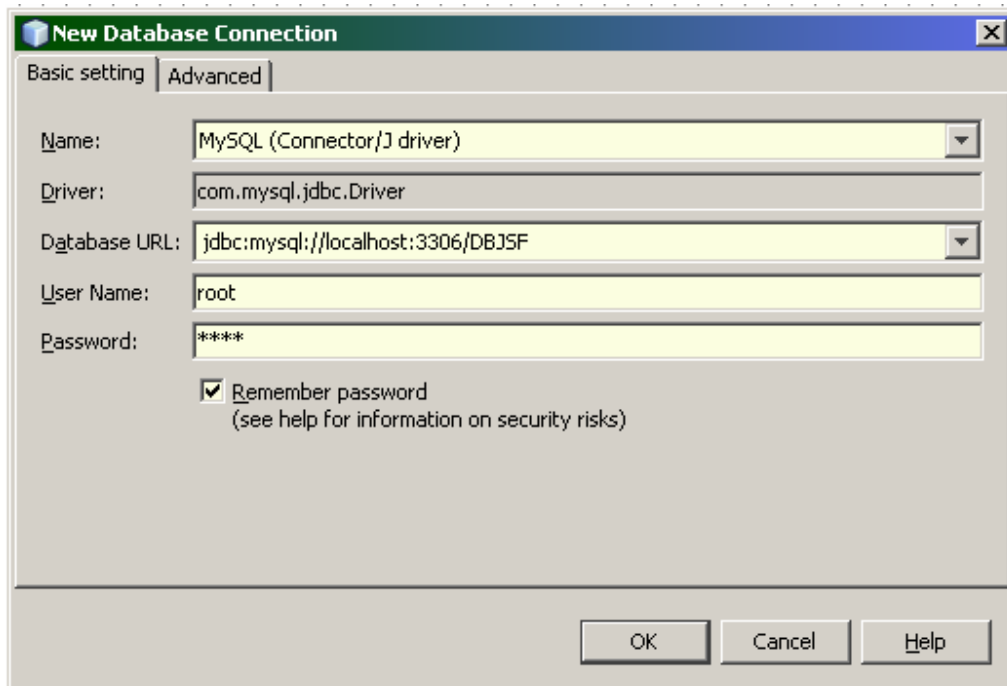 New Database Connection
Basic setting
Advanced
Name: MySQL (Connector/J driver)
Driver: com.mysql.jdbc.Driver
Database URL: jdbc:mysql://localhost:3306/DBJSF
User Name: root
Password: ****
Remember password
(see help for information on security risks)
OK Cancel Help